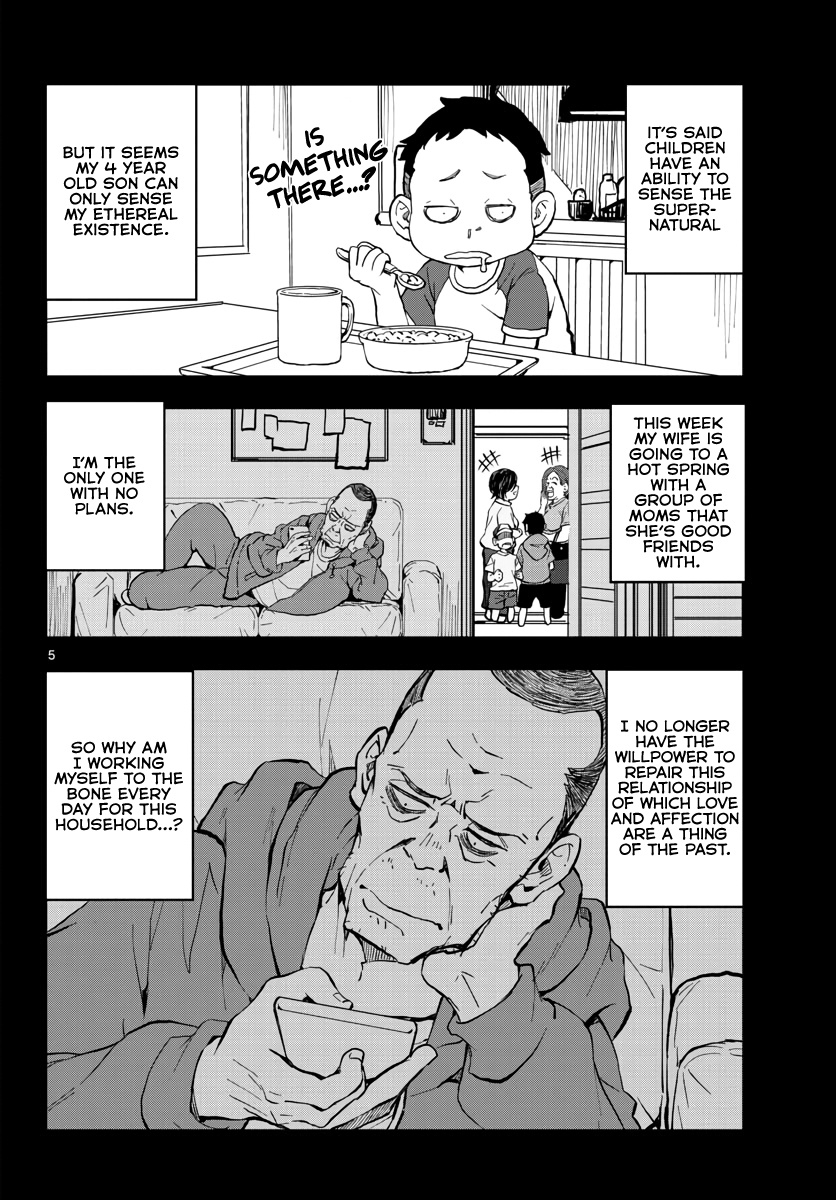 IT'S SAID
CHILDREN
HAVE AN
ABILITY TO
SENSE THE
SUPER-
NATURAL
IS
SOMETHING
THERE...?
BUT IT SEEMS
MY 4 YEAR
OLD SON CAN
ONLY SENSE
MY ETHEREAL
EXISTENCE.
THIS WEEK
MY WIFE IS
GOING TO A
HOT SPRING
WITH A
GROUP OF
MOMS THAT
SHE'S GOOD
FRIENDS
WITH.
I'M THE
ONLY ONE
WITH NO
PLANS.
5
I NO LONGER
HAVE THE
WILLPOWER TO
REPAIR THIS
RELATIONSHIP
OF WHICH LOVE
AND AFFECTION
ARE A THING
OF THE PAST.
SO WHY AM
I WORKING
MYSELF TO THE
BONE EVERY
DAY FOR THIS
HOUSEHOLD...?